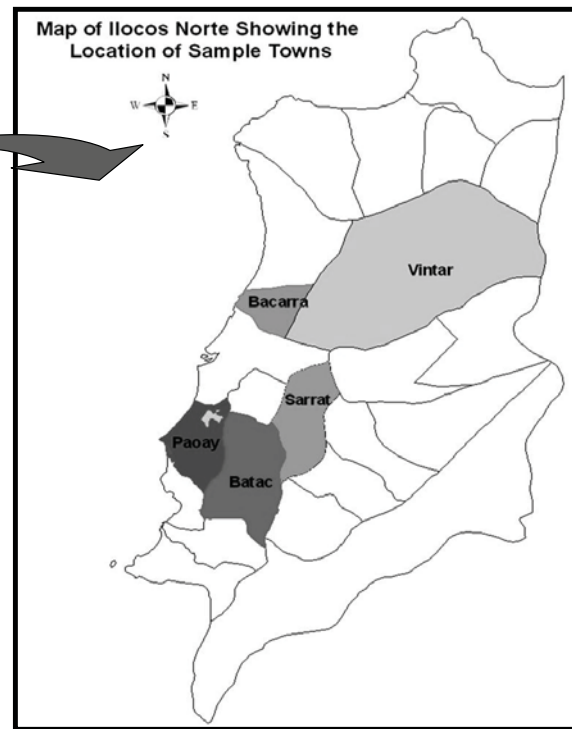 Map of Ilocos Norte Showing the
Location of Sample Towns
N
W E
S
Vintar
Bacarra
Sarrat
Paoay
Batac